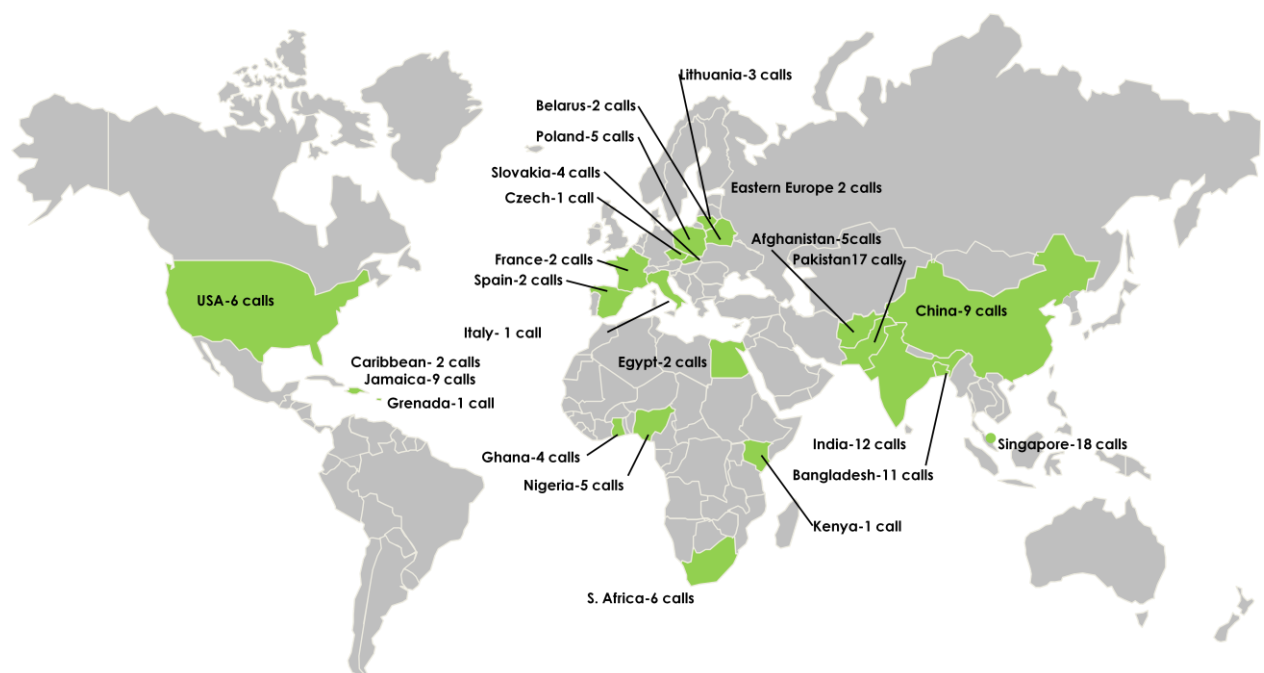 Lithuania-3 calls
Belarus-2 calls
Poland-5 calls
Slovakia-4 calls
Eastern Europe 2 calls
Czech-1 call
Afghanistan-5calls
Pakistan17 calls
France-2 calls
Spain-2 calls
USA-6 calls
China-9 calls
Italy- 1 call
Caribbean- 2 calls
Egypt-2 calls
Jamaica-9 calls
Grenada-1 call
India-12 calls
Singapore-18 calls
Ghana-4 calls
Bangladesh-11 calls
Nigeria-5 calls
Kenya-1 call
S. Africa-6 calls